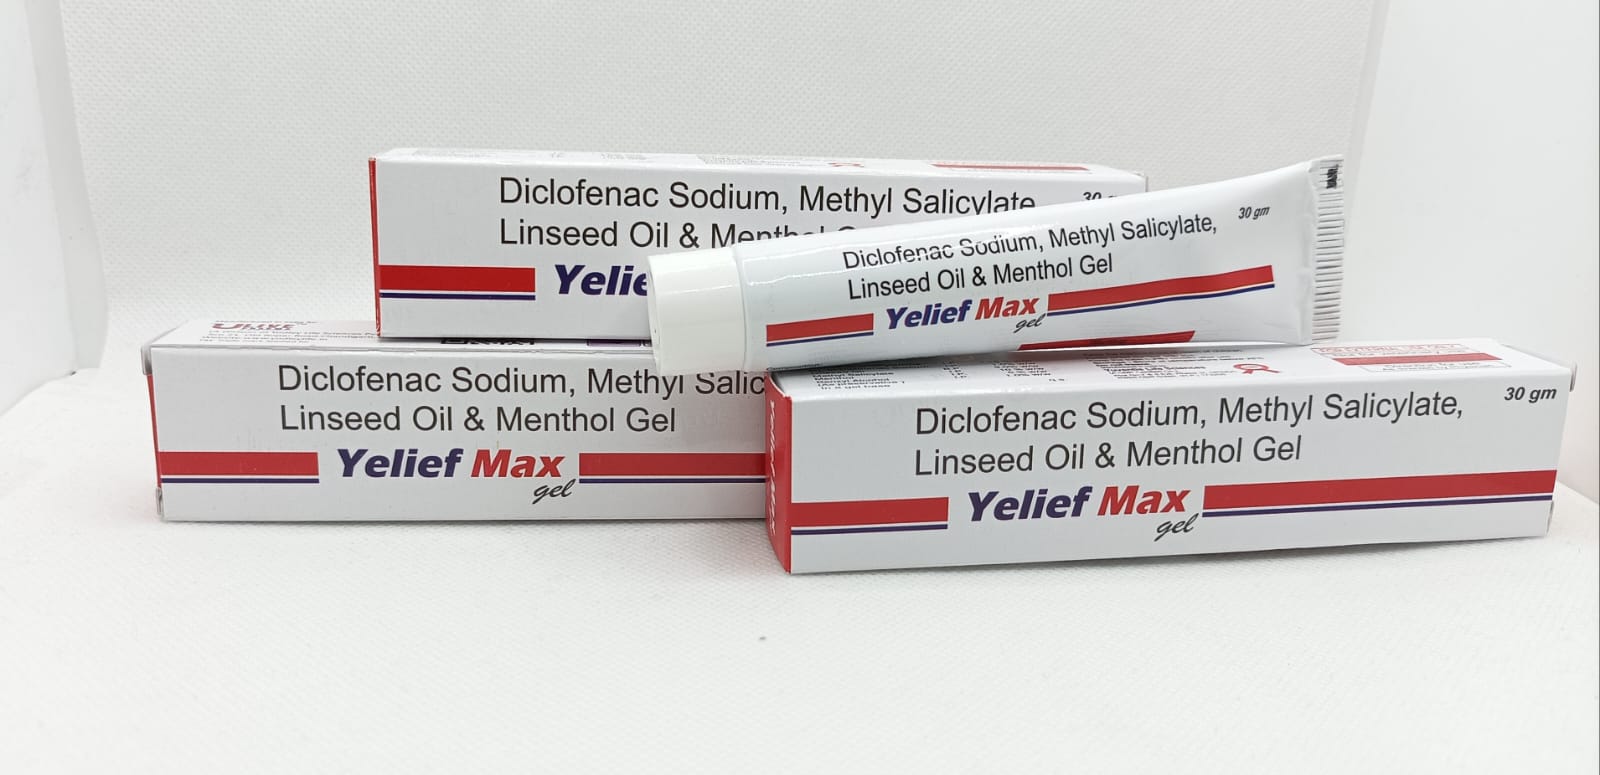 Diclofenac Sodium, Methyl Salicylate
Linseed Oil & Menthol
30 gm
Yelie
Diclofenac Sodium, Methyl Salicylate,
Linseed Oil & Menthol Gel
30 gm
Yelief Max
gel
Diclofenac Sodium, Methyl Salic
Linseed Oil & Menthol Gel
Yelief Max
gel
Diclofenac Sodium, Methyl Salicylate,
Linseed Oil & Menthol Gel
30 gm
Yelief Max
gel